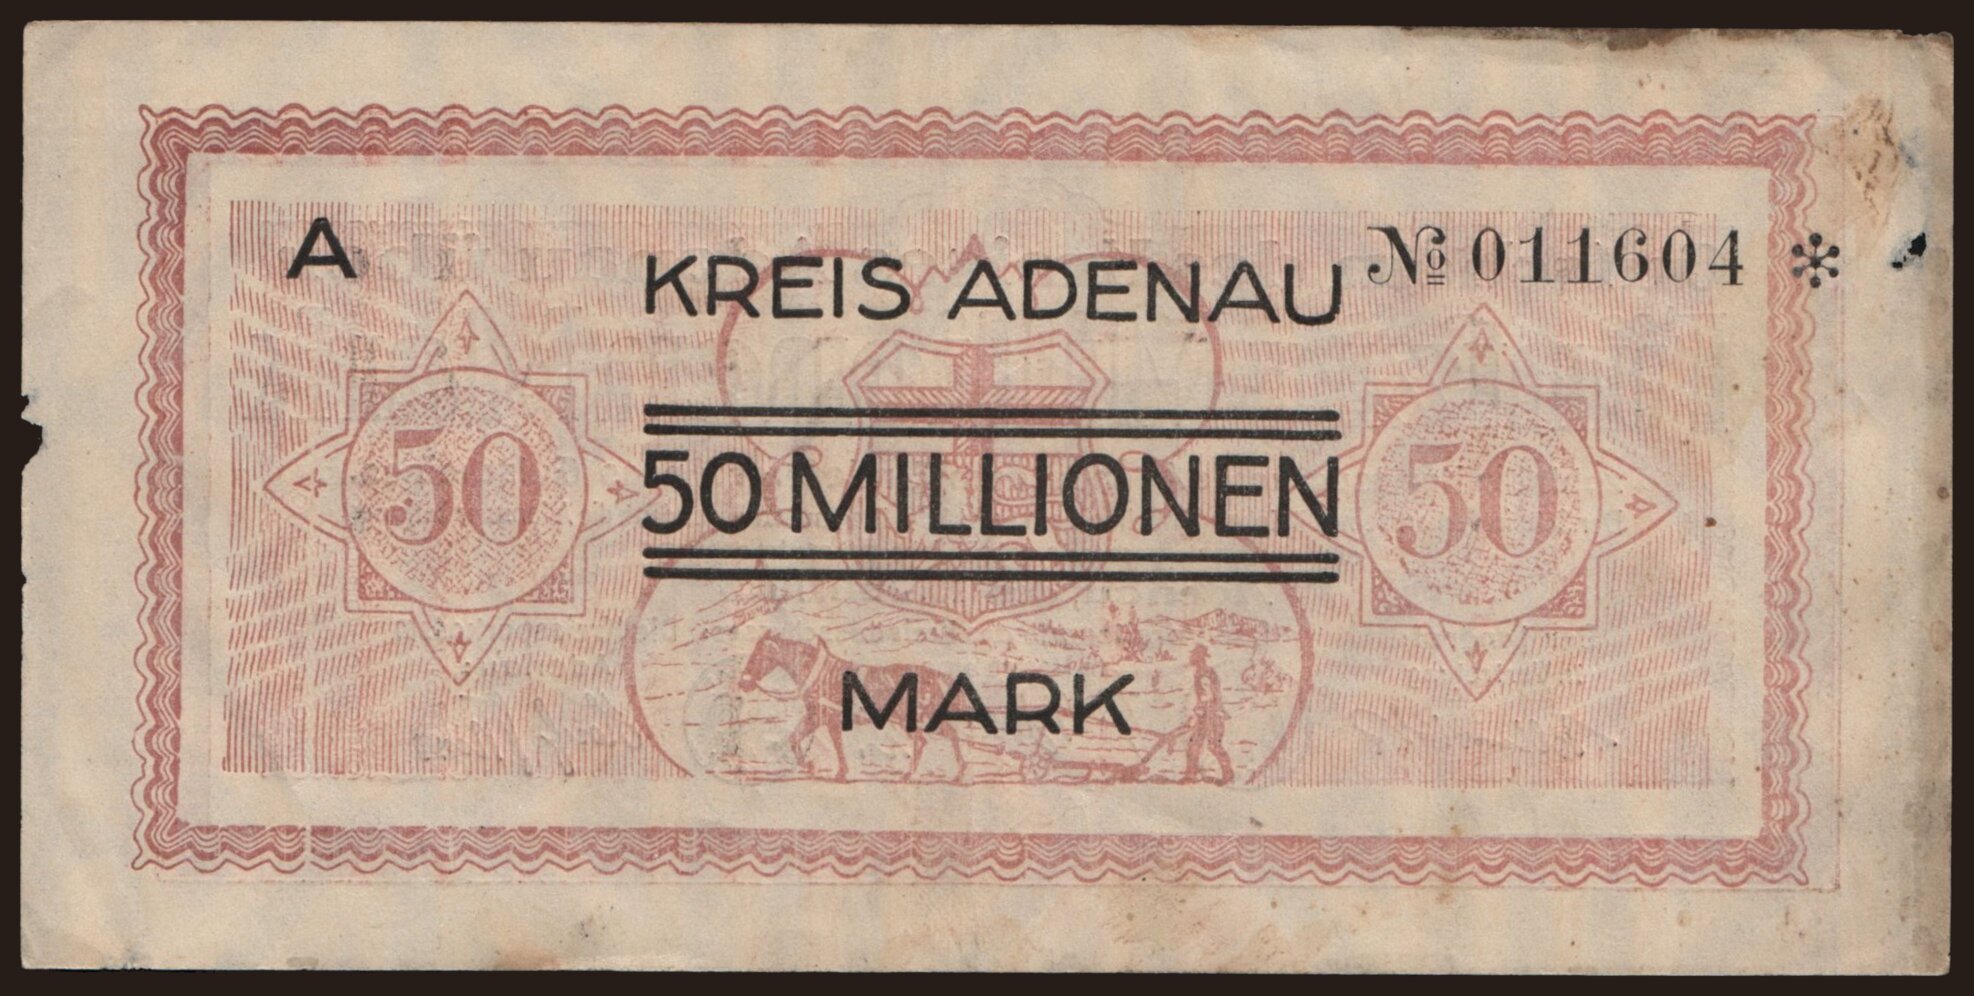 A
KREIS ADENAU
№ 011604 *
50
50 MILLIONEN
50
MARK